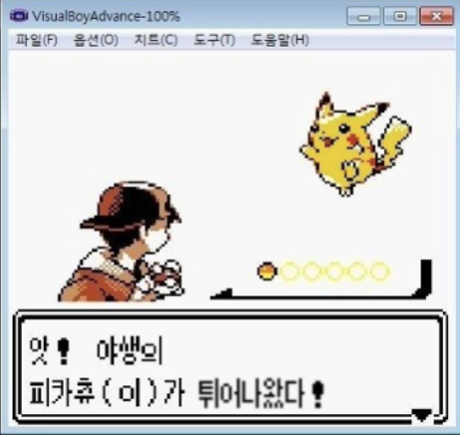 VisualBoyAdvance-100%
파일(F) 옵션(O) 치트(C) 도구(T) 도움말(H)
앗! 야생의
피카츄(이)가 튀어나왔다!